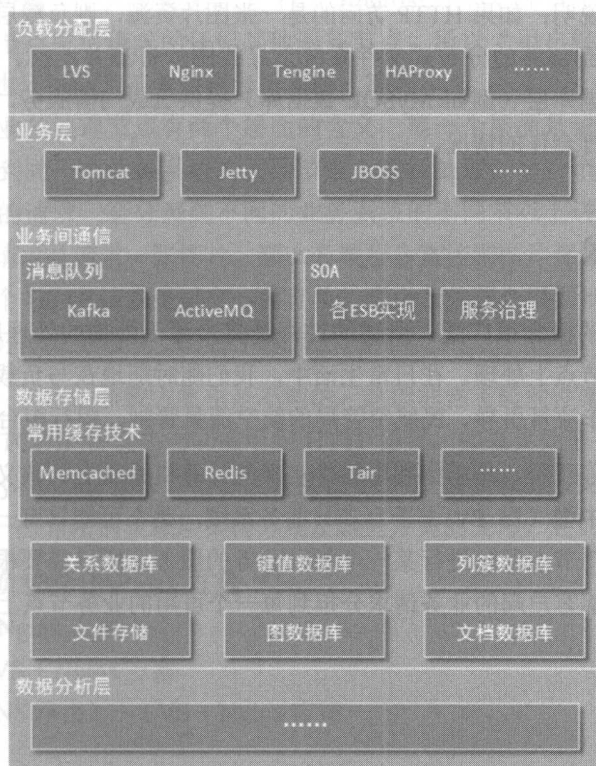 负载分配层
LVS Nginx Tengine HAProxy ……
业务层
Tomcat Jetty JBOSS ……
业务间通信
消息队列 SOA
Kafka ActiveMQ 各ESB实现 服务治理
数据存储层
常用缓存技术
Memcached Redis Tair ……
关系数据库 键值数据库 列簇数据库
文件存储 图数据库 文档数据库
数据分析层
……